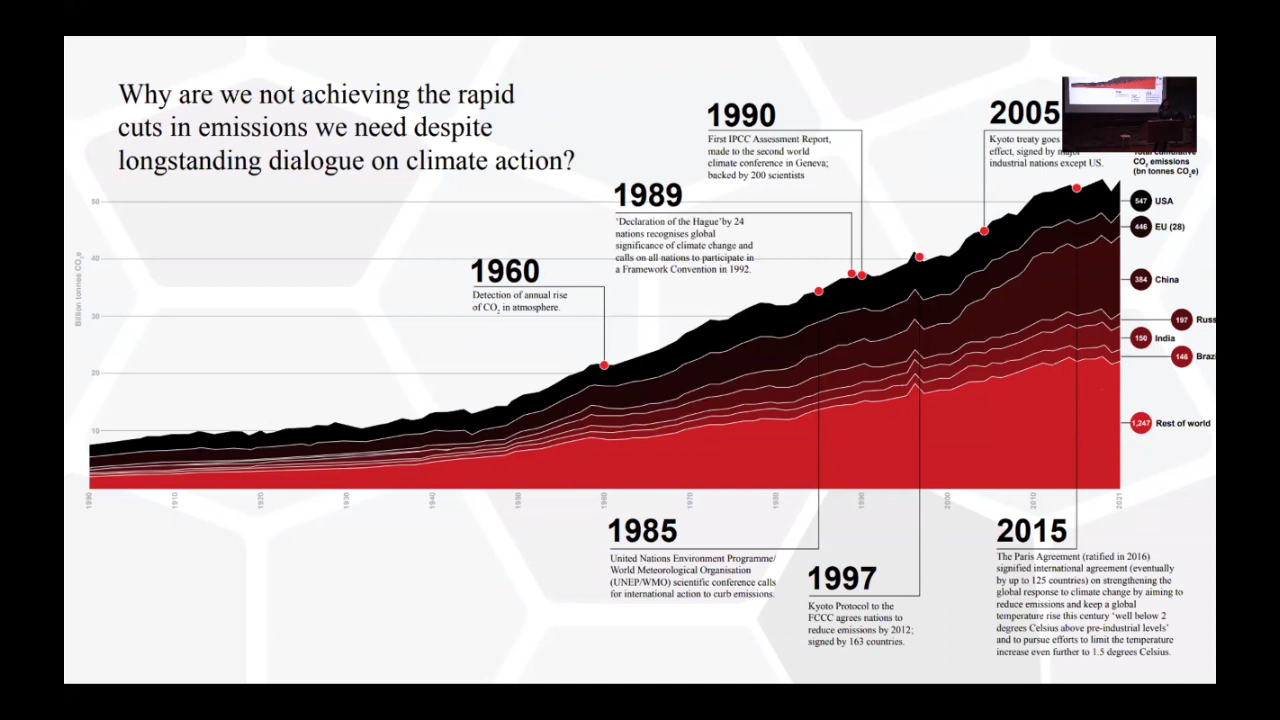 Why are we not achieving the rapid
cuts in emissions we need despite
longstanding dialogue on climate action?
1990
First IPCC Assessment Report,
made to the second world
climate conference in Geneva;
backed by 200 scientists
2005
Kyoto treaty goes
effect, signed by major
industrial nations except US.
1989
‘Declaration of the Hague’by 24
nations recognises global
significance of climate change and
calls on all nations to participate in
a Framework Convention in 1992.
1960
Detection of annual rise
of CO2 in atmosphere.
Total cumulative
CO2 emissions
(bn tonnes CO2e)
547 USA
446 EU (28)
384 China
197 Russ
150 India
146 Brazi
1,247 Rest of world
Billion tonnes CO2e
50
40
30
20
10
1900
1910
1920
1930
1940
1950
1960
1970
1980
1990
2000
2010
2021
1985
United Nations Environment Programme/
World Meteorological Organisation
(UNEP/WMO) scientific conference calls
for international action to curb emissions.
1997
Kyoto Protocol to the
FCCC agrees nations to
reduce emissions by 2012;
signed by 163 countries.
2015
The Paris Agreement (ratified in 2016)
signified international agreement (eventually
by up to 125 countries) on strengthening the
global response to climate change by aiming to
reduce emissions and keep a global
temperature rise this century ‘well below 2
degrees Celsius above pre-industrial levels’
and to pursue efforts to limit the temperature
increase even further to 1.5 degrees Celsius.